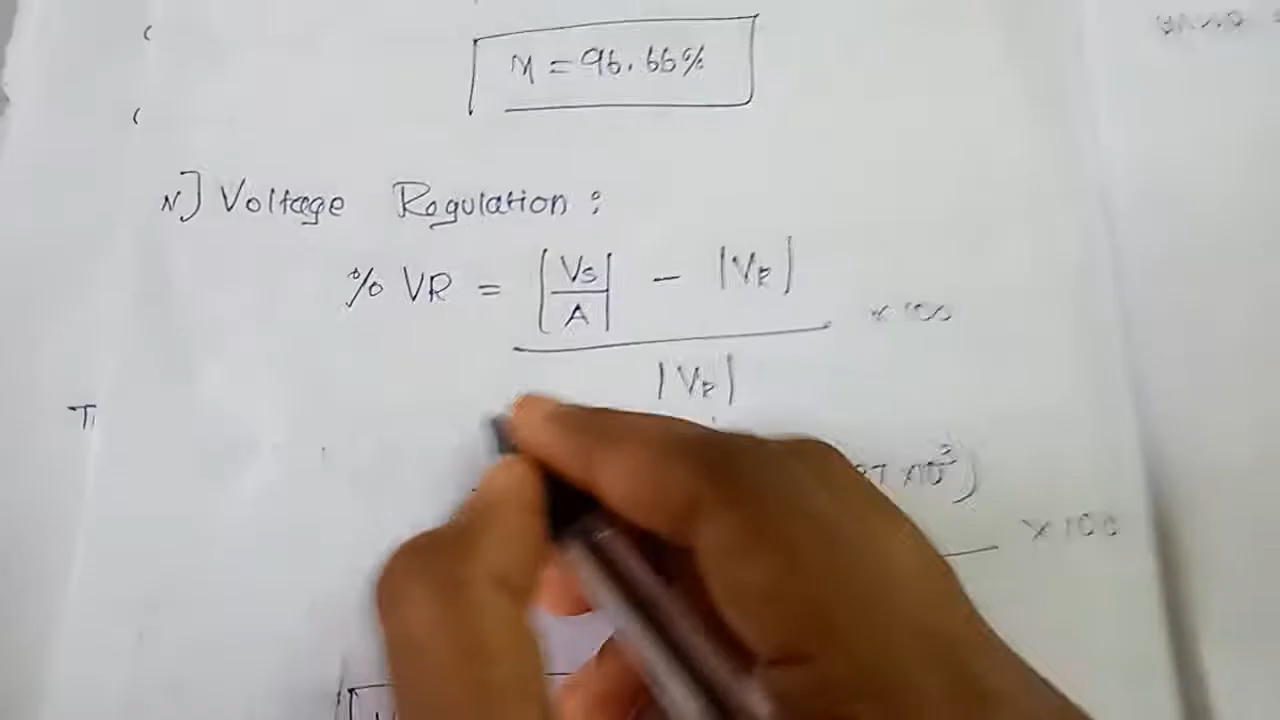 η = 96.66%
N] Voltage Regulation :
% VR = |Vs/A| - |VR| / |VR| × 100
× 100